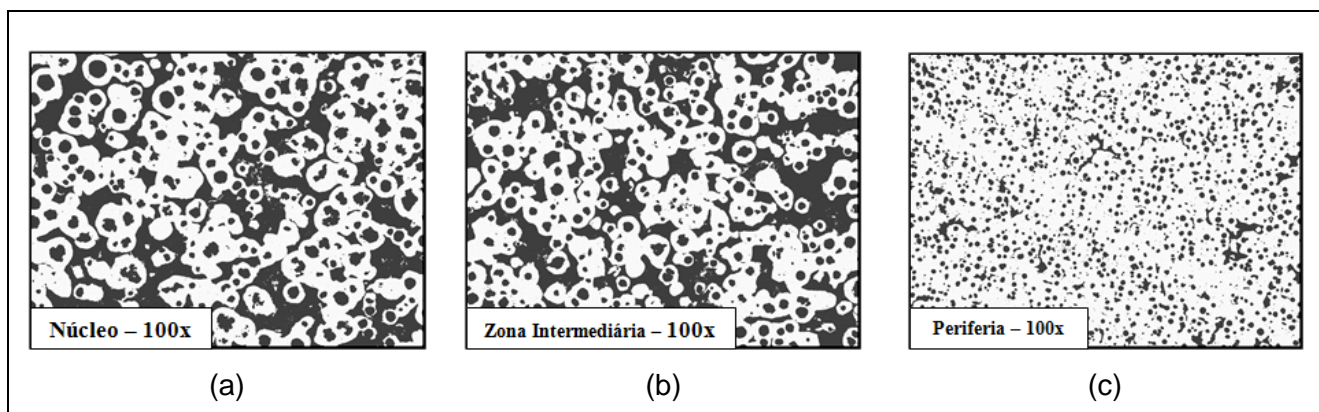 Núcleo – 100x
Zona Intermediária – 100x
Periferia – 100x
(a)
(b)
(c)